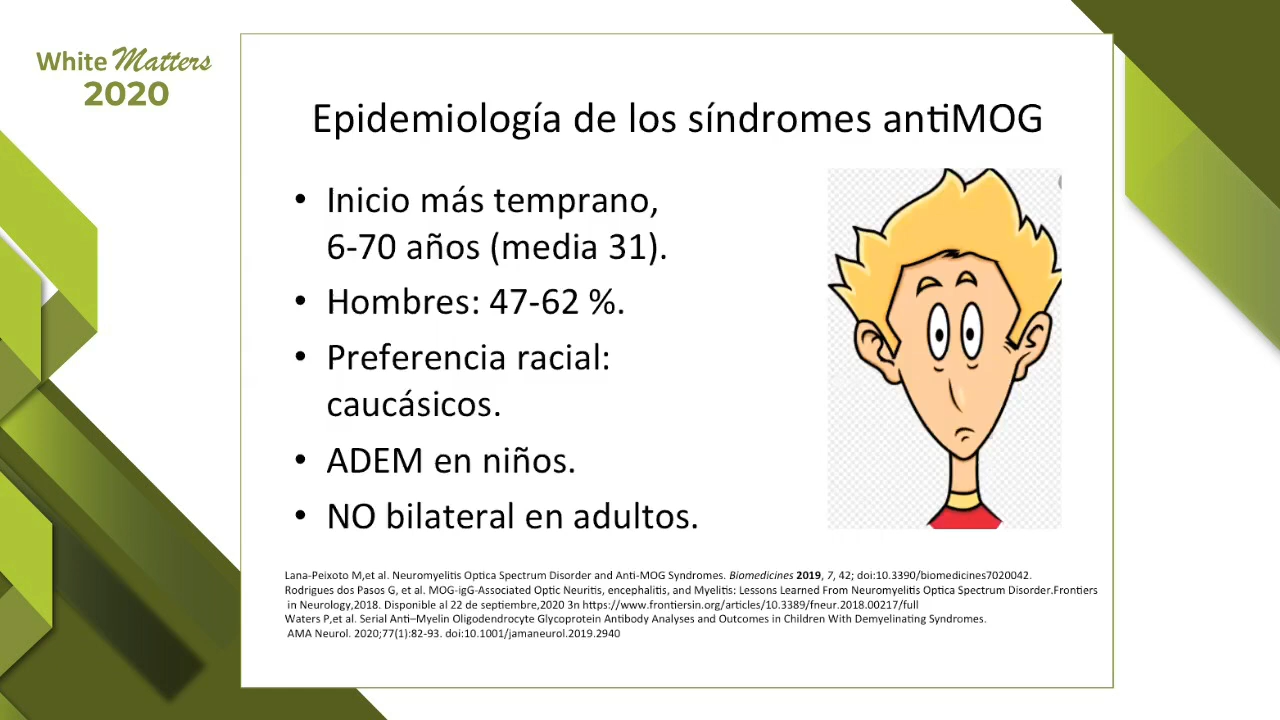 White Matters
2020
Epidemiología de los síndromes antiMOG
• Inicio más temprano,
6-70 años (media 31).
• Hombres: 47-62 %.
• Preferencia racial:
caucásicos.
• ADEM en niños.
• NO bilateral en adultos.
Lana-Peixoto M,et al. Neuromyelitis Optica Spectrum Disorder and Anti-MOG Syndromes. Biomedicines 2019, 7, 42; doi:10.3390/biomedicines7020042.
Rodrigues dos Pasos G, et al. MOG-igG-Associated Optic Neuritis, encephalitis, and Myelitis: Lessons Learned From Neuromyelitis Optica Spectrum Disorder.Frontiers
in Neurology,2018. Disponible al 22 de septiembre,2020 3n https://www.frontiersin.org/articles/10.3389/fneur.2018.00217/full
Waters P,et al. Serial Anti–Myelin Oligodendrocyte Glycoprotein Antibody Analyses and Outcomes in Children With Demyelinating Syndromes.
AMA Neurol. 2020;77(1):82-93. doi:10.1001/jamaneurol.2019.2940